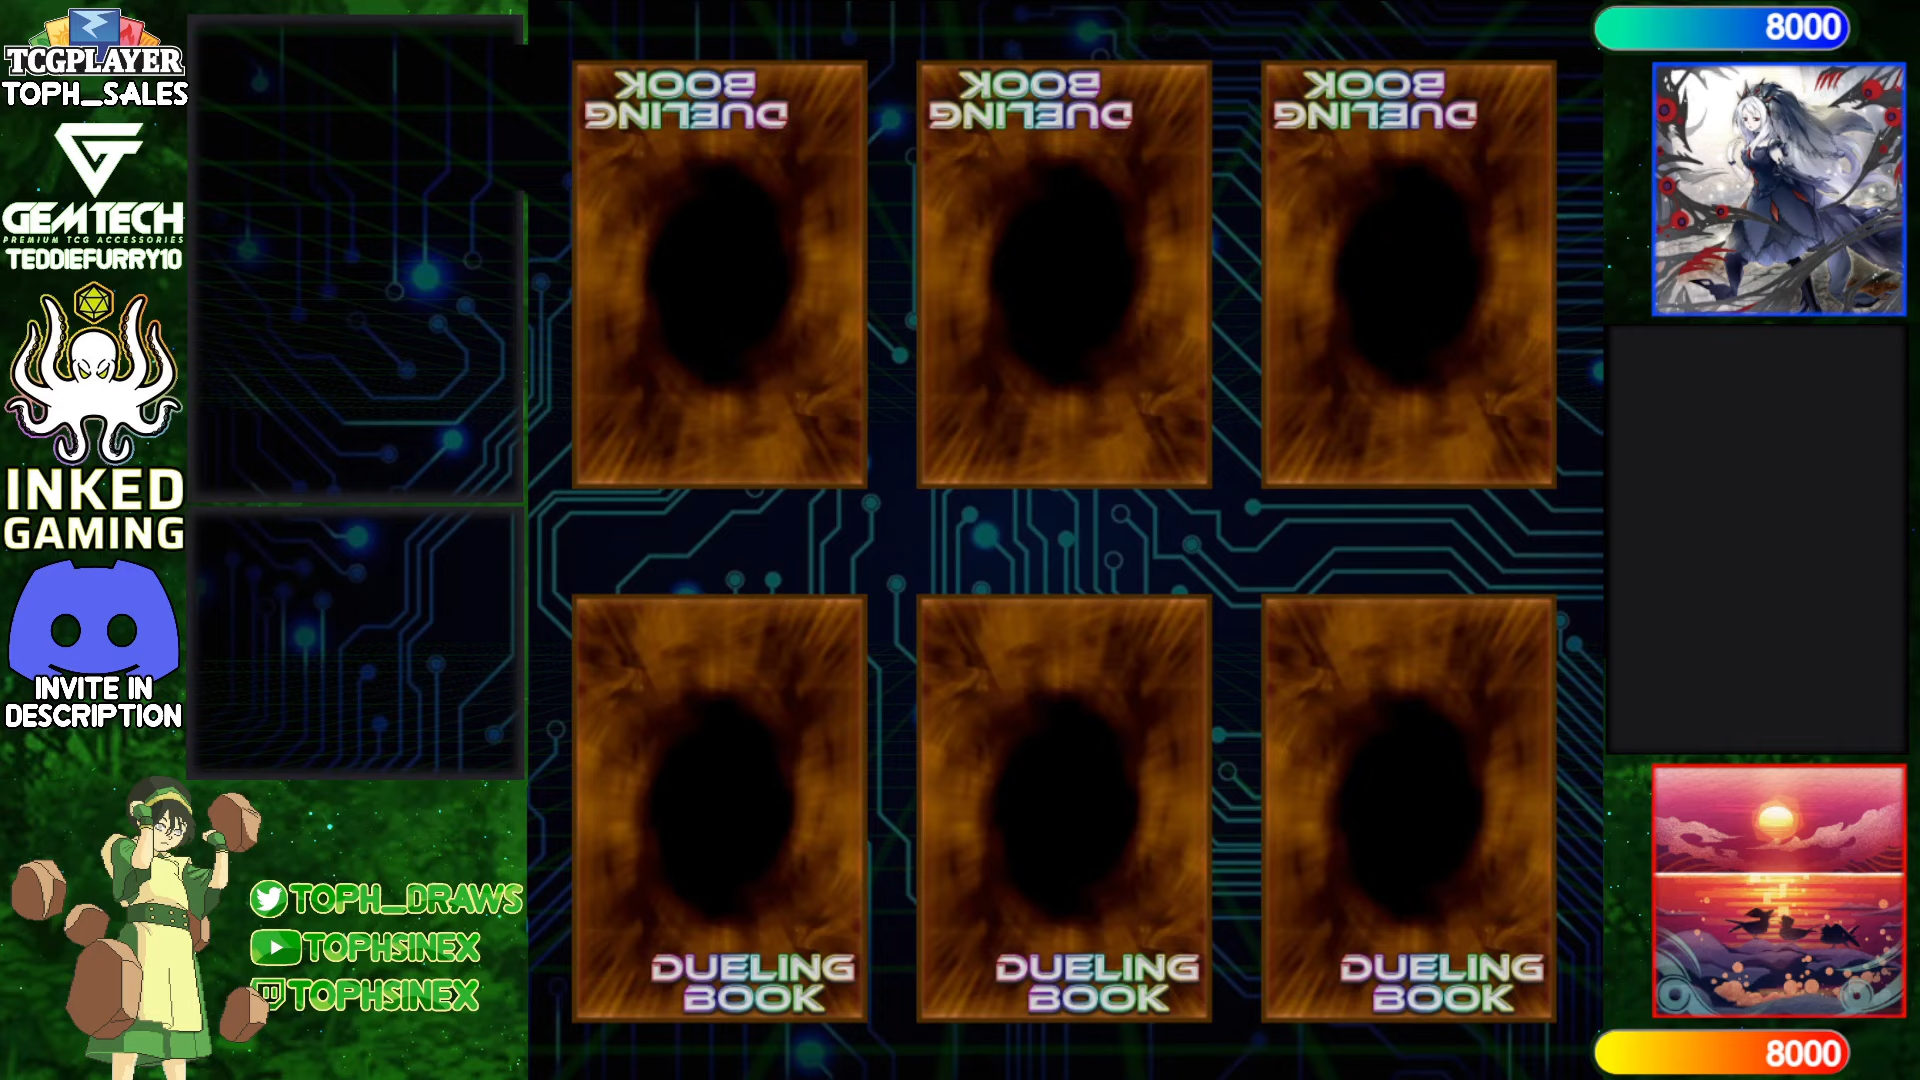 TCGPLAYER
TOPH_SALES
GEMTECH
PREMIUM TCG ACCESSORIES
TEDDIEFURRY10
INKED
GAMING
INVITE IN
DESCRIPTION
TOPH_DRAWS
TOPHSINEX
TOPHSINEX
DUELING
BOOK
DUELING
BOOK
DUELING
BOOK
DUELING
BOOK
DUELING
BOOK
DUELING
BOOK
8000
8000